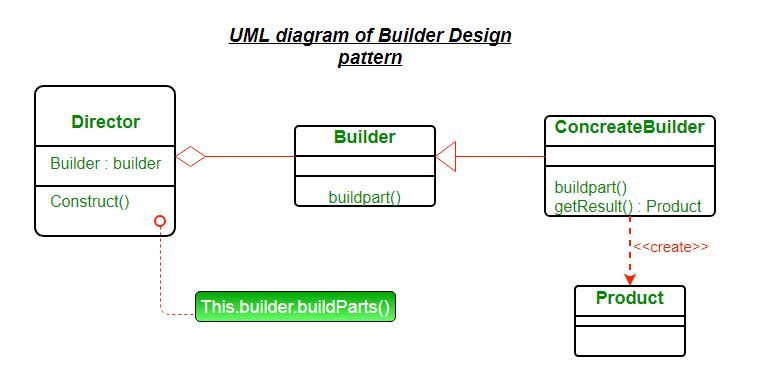 UML diagram of Builder Design
pattern
Director
Builder : builder
Construct()
This.builder.buildParts()
Builder
buildpart()
ConcreateBuilder
buildpart()
getResult() : Product
<<create>>
Product